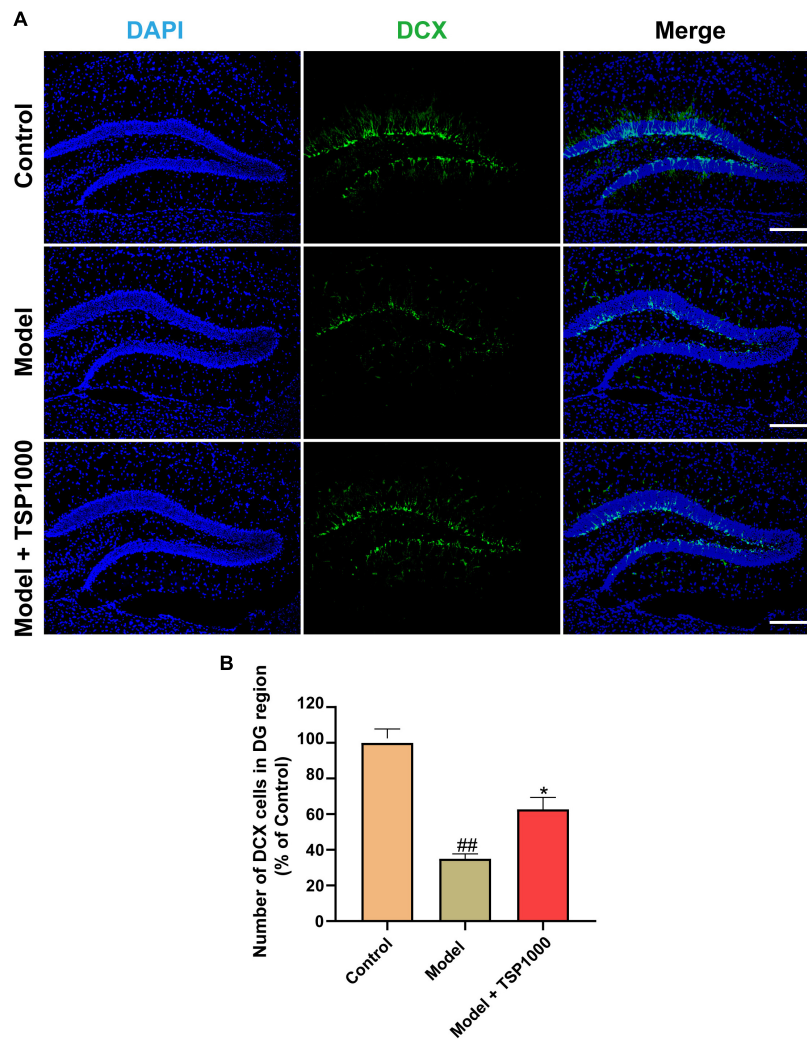 A
DAPI
DCX
Merge
Control
Model
Model + TSP1000
B
Number of DCX cells in DG region
(% of Control)
120
100
80
60
40
20
0
##
*
Control
Model
Model + TSP1000